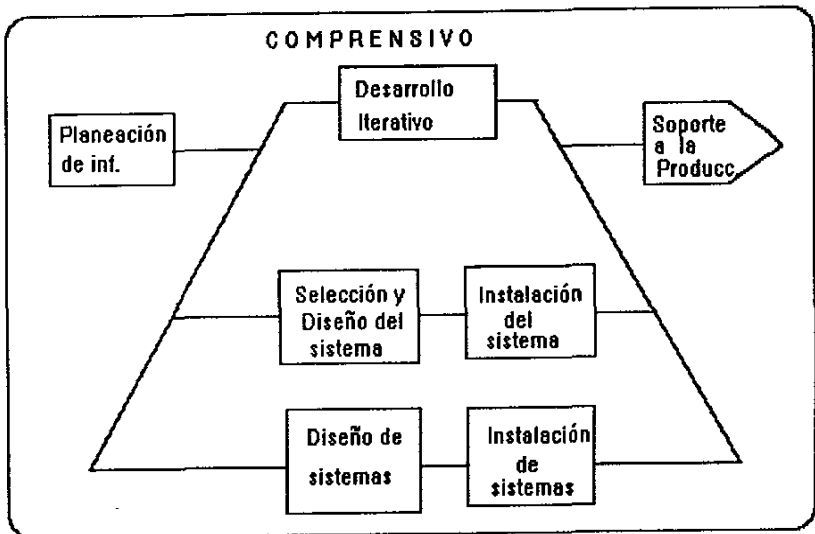 COMPRENSIVO
Desarrollo
Iterativo
Planeación
de inf.
Soporte
a la
Producc
Selección y
Diseño del
sistema
Instalación
del
sistema
Diseño de
sistemas
Instalación
de
sistemas